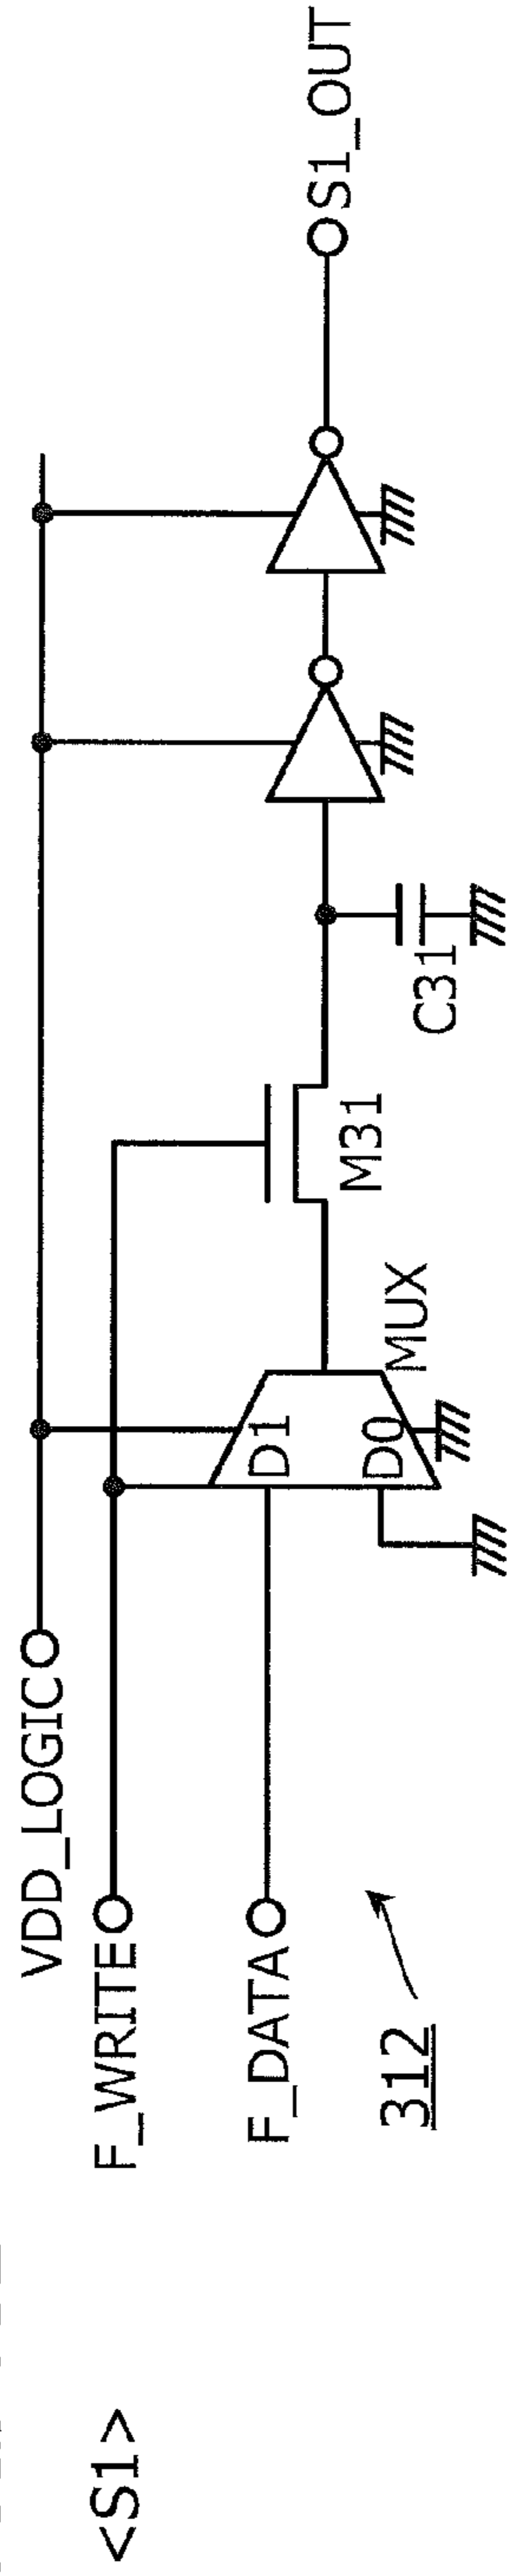 <S1>
VDD_LOGIC
F_WRITE
F_DATA
312
D1
D0
MUX
M31
C31
S1_OUT